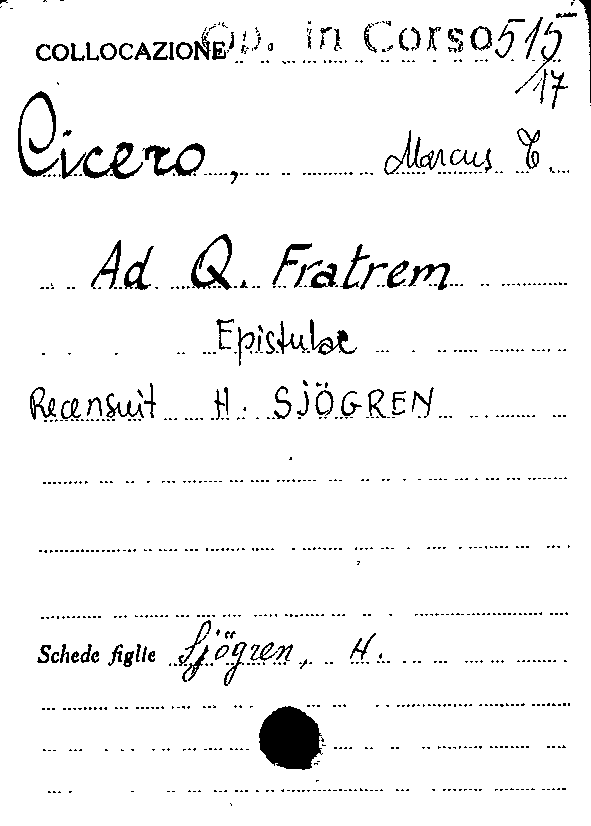 COLLOCAZIONE Op. in Corso 515
/17
Cicero, Marcus T.
Ad Q. Fratrem
Epistulae
Recensuit H. SJÖGREN
Schede figlie Sjögren, H.